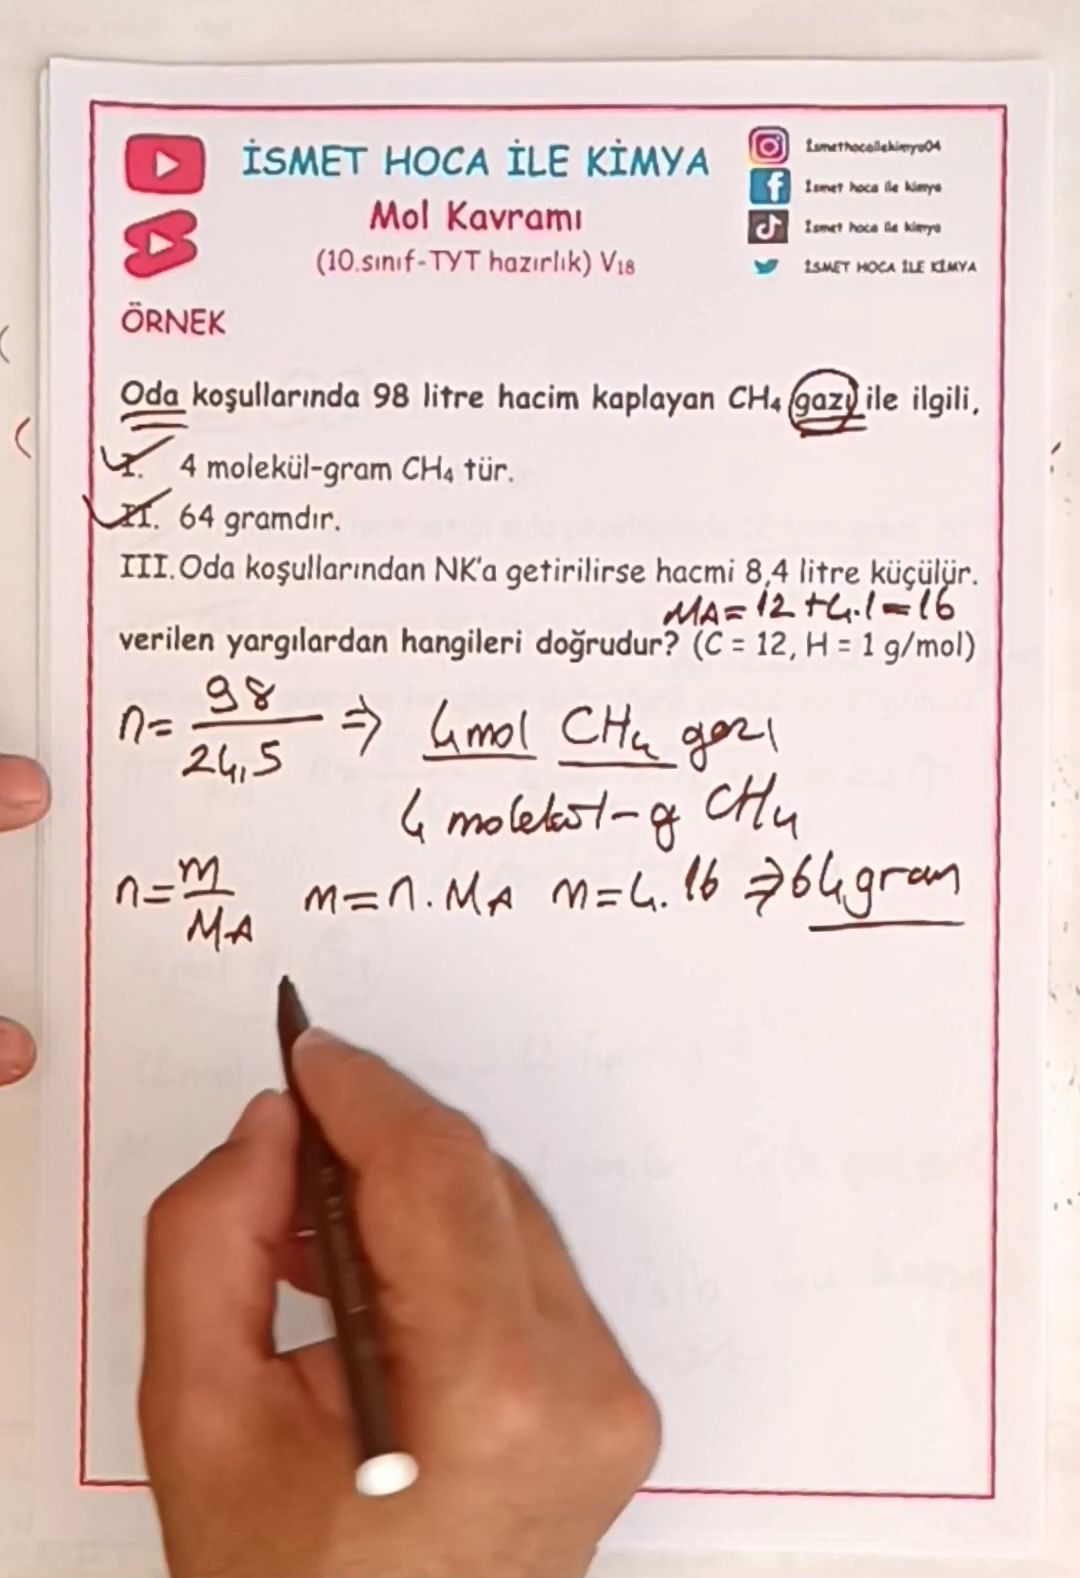 İSMET HOCA İLE KİMYA
Mol Kavramı
(10.sınıf-TYT hazırlık) V18
İsmethocailekimya04
İsmet hoca ile kimya
İsmet hoca ile kimya
İSMET HOCA İLE KİMYA
ÖRNEK
Oda koşullarında 98 litre hacim kaplayan CH4 gazı ile ilgili,
I. 4 molekül-gram CH4 tür.
II. 64 gramdır.
III. Oda koşullarından NK'a getirilirse hacmi 8,4 litre küçülür.
MA = 12 + 4.1 = 16
verilen yargılardan hangileri doğrudur? (C = 12, H = 1 g/mol)
n = 98 / 24,5 ⇒ 4 mol CH4 gazı
4 molekül-g CH4
n = m / MA m = n . MA m = 4 . 16 ⇒ 64 gram